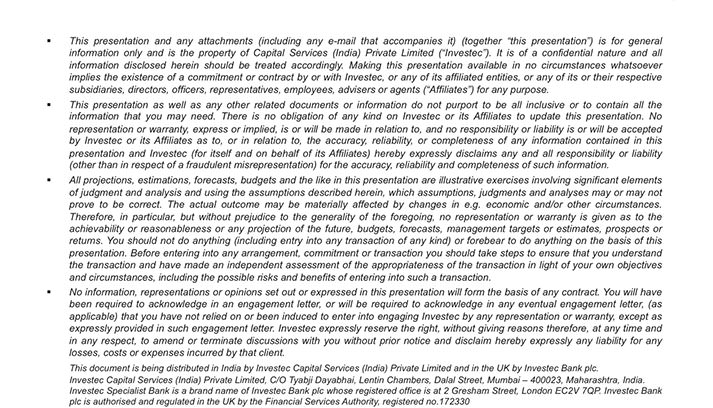 ▪ This presentation and any attachments (including any e-mail that accompanies it) (together “this presentation”) is for general
information only and is the property of Capital Services (India) Private Limited (“Investec”). It is of a confidential nature and all
information disclosed herein should be treated accordingly. Making this presentation available in no circumstances whatsoever
implies the existence of a commitment or contract by or with Investec, or any of its affiliated entities, or any of its or their respective
subsidiaries, directors, officers, representatives, employees, advisers or agents (“Affiliates”) for any purpose.
▪ This presentation as well as any other related documents or information do not purport to be all inclusive or to contain all the
information that you may need. There is no obligation of any kind on Investec or its Affiliates to update this presentation. No
representation or warranty, express or implied, is or will be made in relation to, and no responsibility or liability is or will be accepted
by Investec or its Affiliates as to, or in relation to, the accuracy, reliability, or completeness of any information contained in this
presentation and Investec (for itself and on behalf of its Affiliates) hereby expressly disclaims any and all responsibility or liability
(other than in respect of a fraudulent misrepresentation) for the accuracy, reliability and completeness of such information.
▪ All projections, estimations, forecasts, budgets and the like in this presentation are illustrative exercises involving significant elements
of judgment and analysis and using the assumptions described herein, which assumptions, judgments and analyses may or may not
prove to be correct. The actual outcome may be materially affected by changes in e.g. economic and/or other circumstances.
Therefore, in particular, but without prejudice to the generality of the foregoing, no representation or warranty is given as to the
achievability or reasonableness or any projection of the future, budgets, forecasts, management targets or estimates, prospects or
returns. You should not do anything (including entry into any transaction of any kind) or forebear to do anything on the basis of this
presentation. Before entering into any arrangement, commitment or transaction you should take steps to ensure that you understand
the transaction and have made an independent assessment of the appropriateness of the transaction in light of your own objectives
and circumstances, including the possible risks and benefits of entering into such a transaction.
▪ No information, representations or opinions set out or expressed in this presentation will form the basis of any contract. You will have
been required to acknowledge in an engagement letter, or will be required to acknowledge in any eventual engagement letter, (as
applicable) that you have not relied on or been induced to enter into engaging Investec by any representation or warranty, except as
expressly provided in such engagement letter. Investec expressly reserve the right, without giving reasons therefore, at any time and
in any respect, to amend or terminate discussions with you without prior notice and disclaim hereby expressly any liability for any
losses, costs or expenses incurred by that client.
This document is being distributed in India by Investec Capital Services (India) Private Limited and in the UK by Investec Bank plc.
Investec Capital Services (India) Private Limited, C/O Tyabji Dayabhai, Lentin Chambers, Dalal Street, Mumbai – 400023, Maharashtra, India.
Investec Specialist Bank is a brand name of Investec Bank plc whose registered office is at 2 Gresham Street, London EC2V 7QP. Investec Bank
plc is authorised and regulated in the UK by the Financial Services Authority, registered no.172330